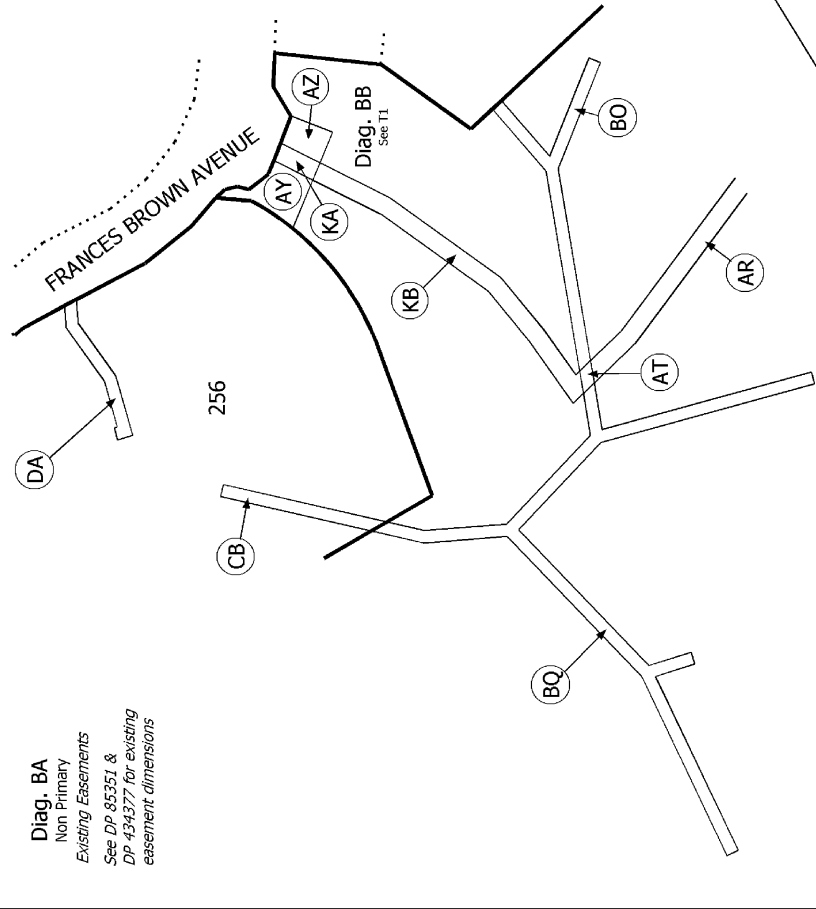 Diag. BA
Non Primary
Existing Easements
See DP 85351 &
DP 434377 for existing
easement dimensions
FRANCES BROWN AVENUE
DA
256
CB
BQ
AY
AZ
KA
KB
Diag. BB
See T1
BO
AR
AT